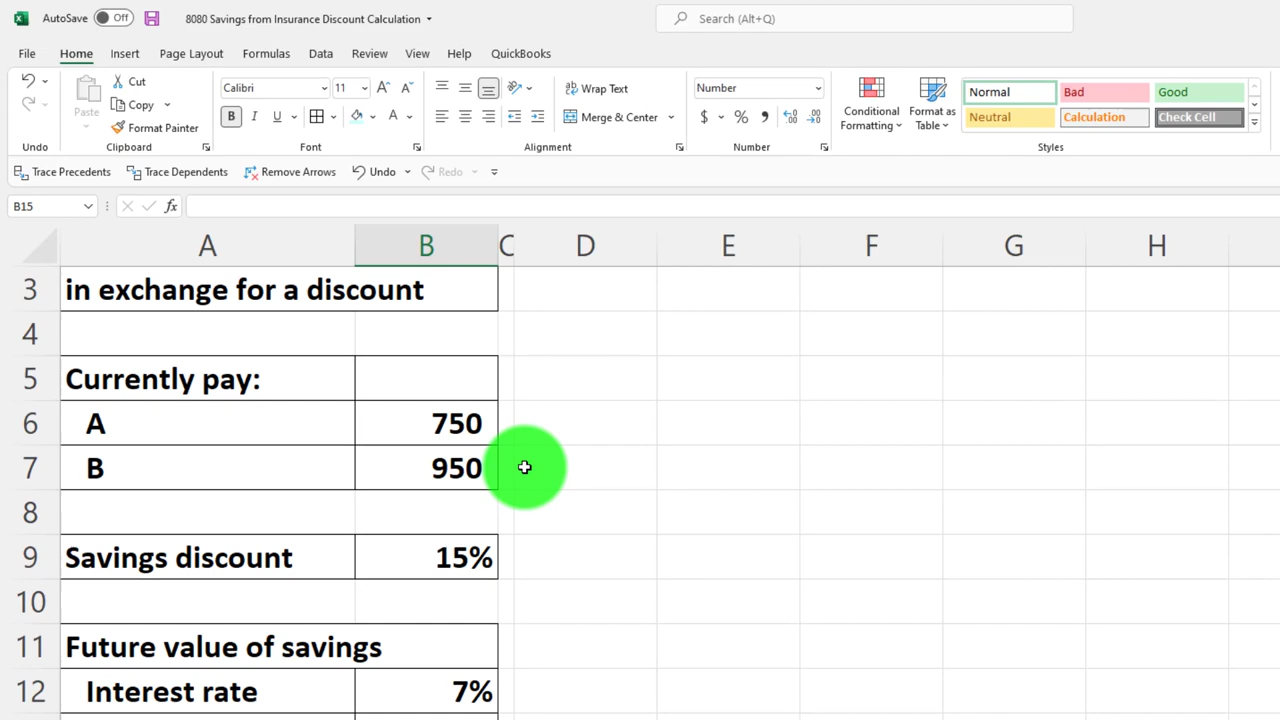 AutoSave Off 8080 Savings from Insurance Discount Calculation Search (Alt+Q)
File Home Insert Page Layout Formulas Data Review View Help QuickBooks
Paste Cut Copy Format Painter
Calibri 11 B I U
Wrap Text
Merge & Center
Number
$ % ,
Conditional Formatting
Format as Table
Normal Bad Good
Neutral Calculation Check Cell
Undo Clipboard Font Alignment Number Styles
Trace Precedents Trace Dependents Remove Arrows Undo Redo
B15 fx
A B C D E F G H
3 in exchange for a discount
4
5 Currently pay:
6 A 750
7 B 950
8
9 Savings discount 15%
10
11 Future value of savings
12 Interest rate 7%